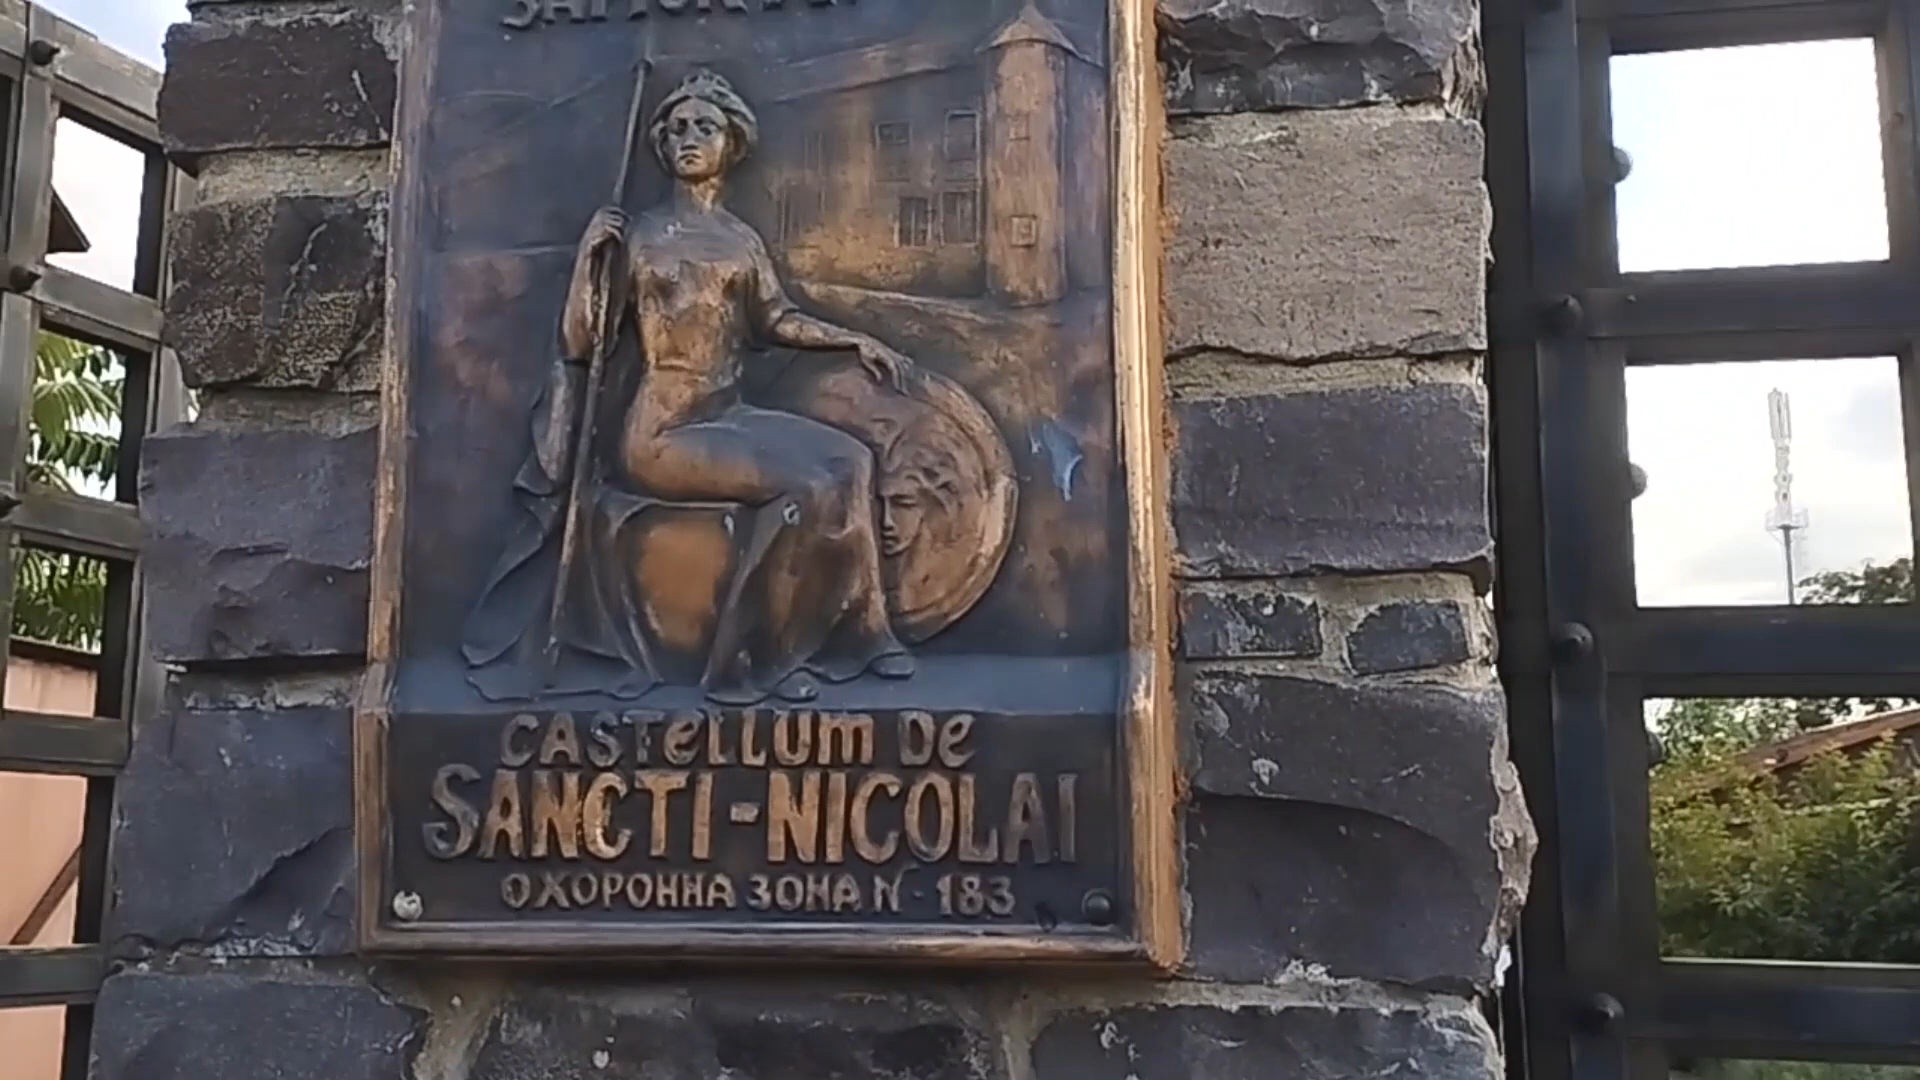 CASTELLUM DE
SANCTI-NICOLAI
ОХОРОННА ЗОНА N-183